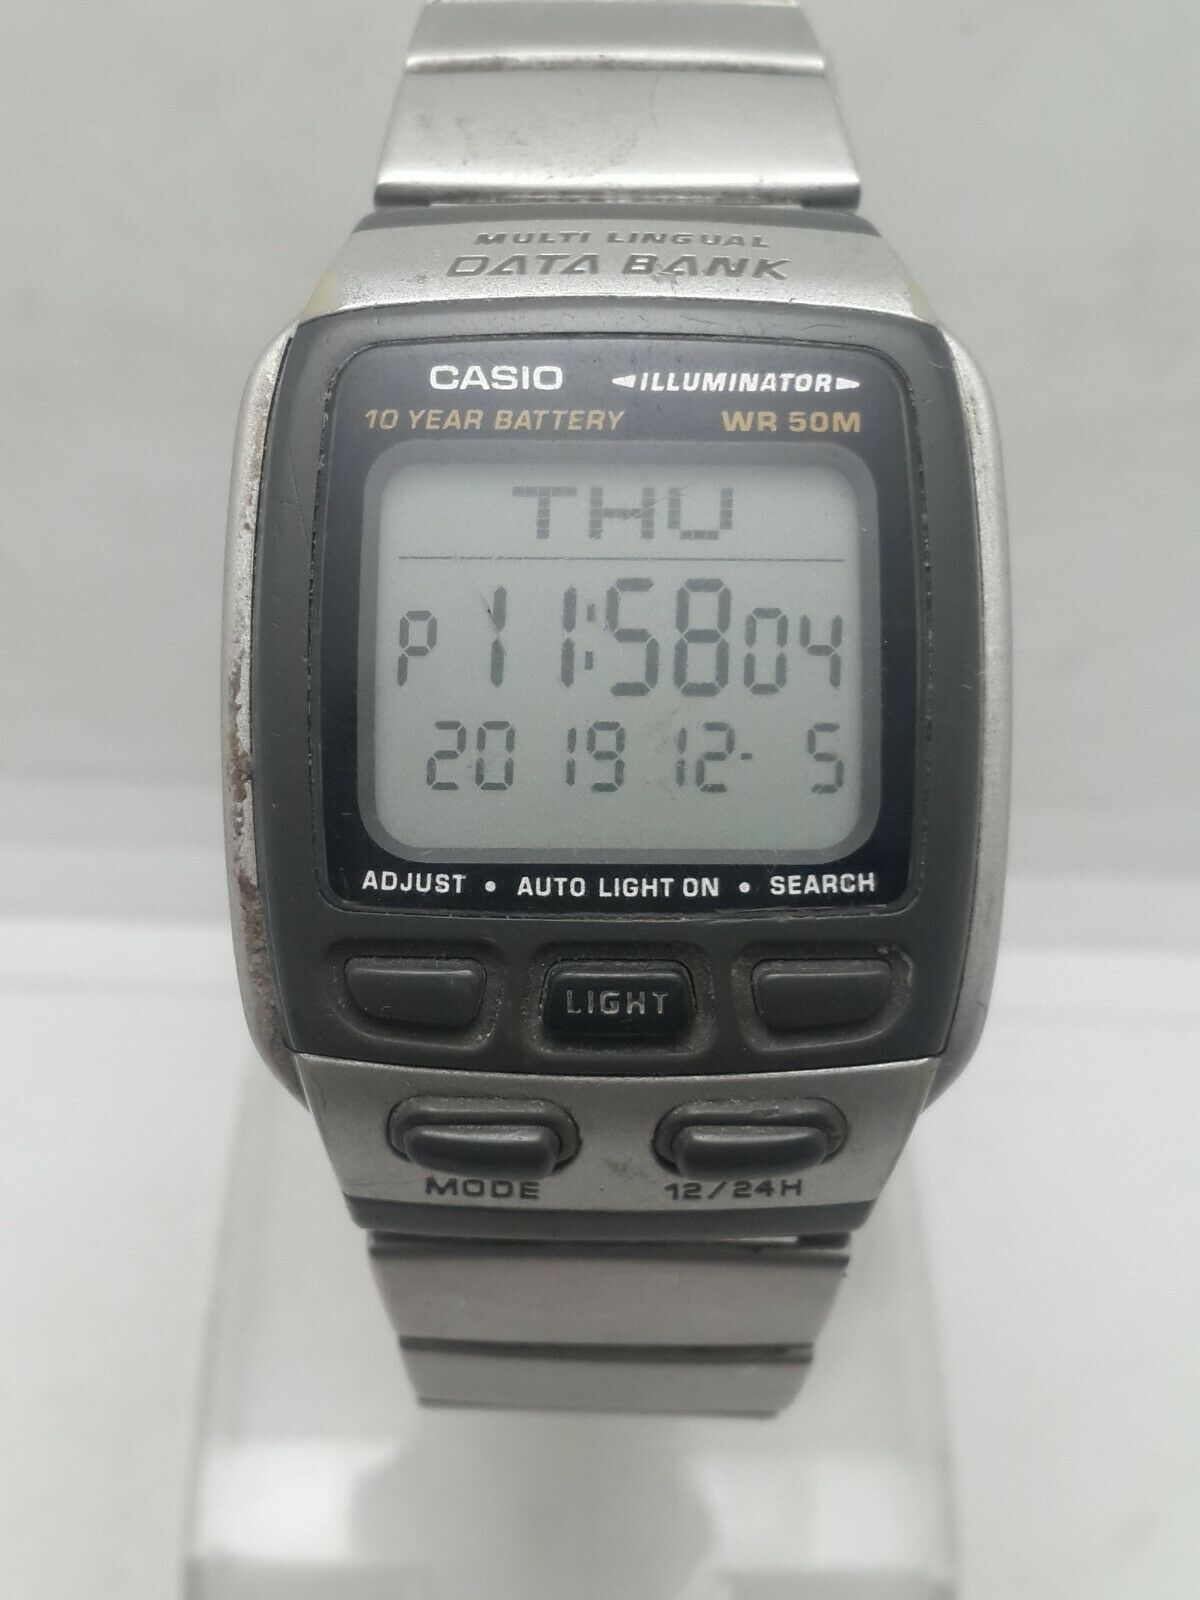 MULTI LINGUAL
DATA BANK
CASIO ILLUMINATOR
10 YEAR BATTERY WR 50M
THU
P 11:58 04
2019 12- 5
ADJUST • AUTO LIGHT ON • SEARCH
LIGHT
MODE 12/24H